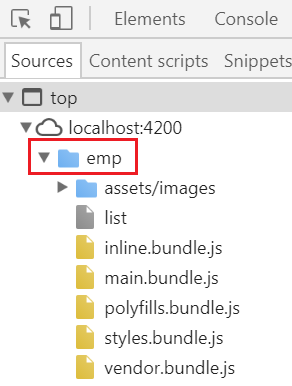 Elements Console
Sources Content scripts Snippets
top
localhost:4200
emp
assets/images
list
inline.bundle.js
main.bundle.js
polyfills.bundle.js
styles.bundle.js
vendor.bundle.js